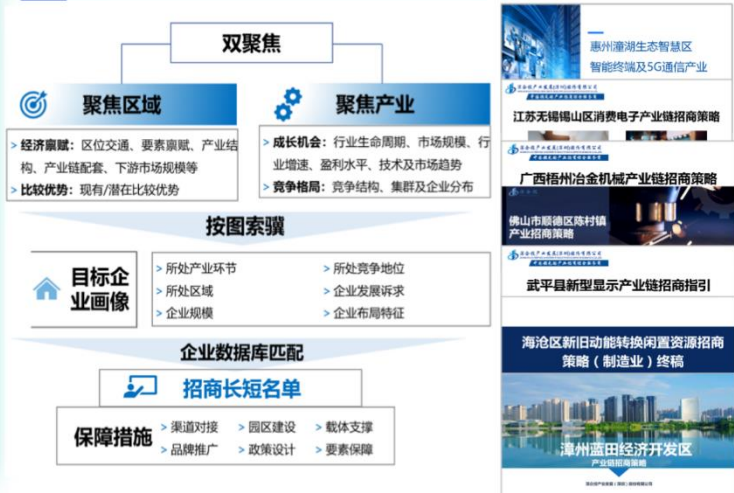 双聚焦
聚焦区域
聚焦产业
> 经济禀赋：区位交通、要素禀赋、产业结
构、产业链配套、下游市场规模等
> 比较优势：现有/潜在比较优势
> 成长机会：行业生命周期、市场规模、行
业增速、盈利水平、技术及市场趋势
> 竞争格局：竞争结构、集群及企业分布
按图索骥
目标企
业画像
> 所处产业环节
> 所处区域
> 企业规模
> 所处竞争地位
> 企业发展诉求
> 企业布局特征
企业数据库匹配
招商长短名单
保障措施
> 渠道对接
> 园区建设
> 载体支撑
> 品牌推广
> 政策设计
> 要素保障
惠州潼湖生态智慧区
智能终端及5G通信产业
江苏无锡锡山区消费电子产业链招商策略
广西梧州冶金机械产业链招商策略
佛山市顺德区陈村镇
产业招商策略
武平县新型显示产业链招商指引
海沧区新旧动能转换闲置资源招商
策略（制造业）终稿
漳州蓝田经济开发区
产业链招商策略